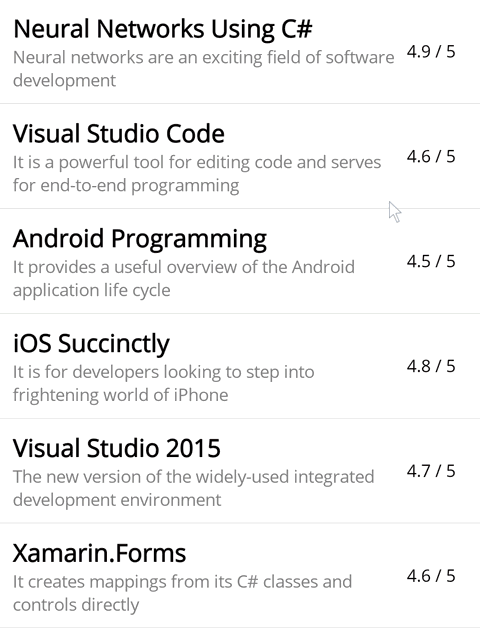 Neural Networks Using C#
Neural networks are an exciting field of software
development
4.9 / 5
Visual Studio Code
It is a powerful tool for editing code and serves
for end-to-end programming
4.6 / 5
Android Programming
It provides a useful overview of the Android
application life cycle
4.5 / 5
iOS Succinctly
It is for developers looking to step into
frightening world of iPhone
4.8 / 5
Visual Studio 2015
The new version of the widely-used integrated
development environment
4.7 / 5
Xamarin.Forms
It creates mappings from its C# classes and
controls directly
4.6 / 5